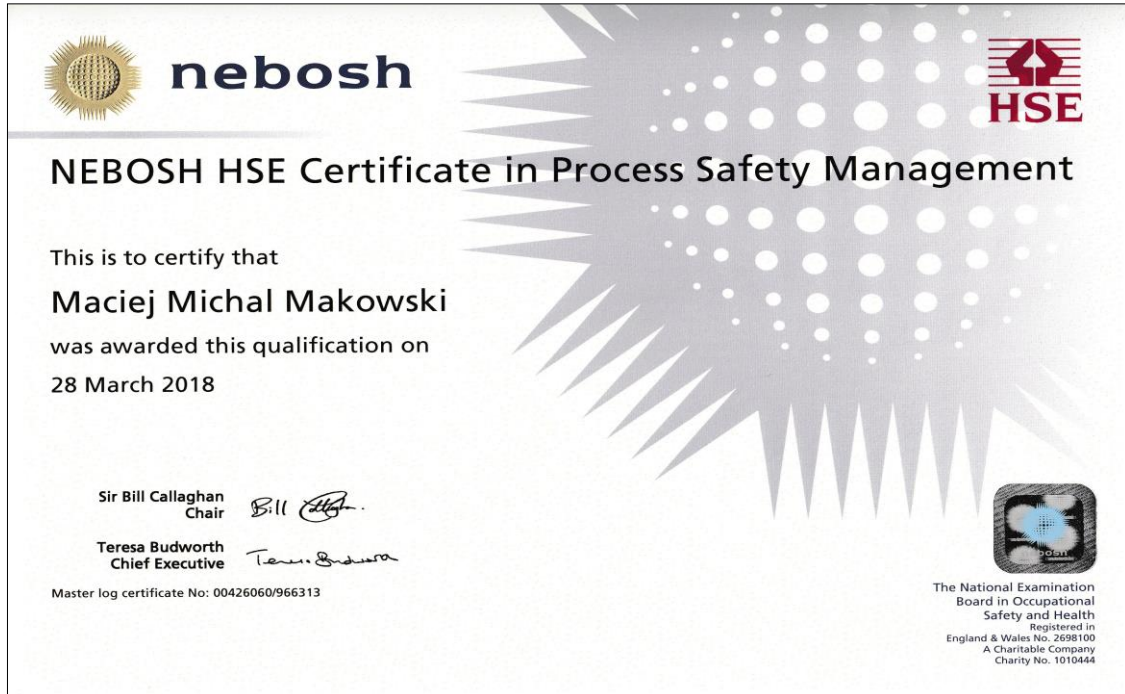 nebosh
HSE
NEBOSH HSE Certificate in Process Safety Management
This is to certify that
Maciej Michal Makowski
was awarded this qualification on
28 March 2018
Sir Bill Callaghan
Chair
Bill Callaghan
Teresa Budworth
Chief Executive
Teresa Budworth
Master log certificate No: 00426060/966313
nebosh
The National Examination
Board in Occupational
Safety and Health
Registered in
England & Wales No. 2698100
A Charitable Company
Charity No. 1010444